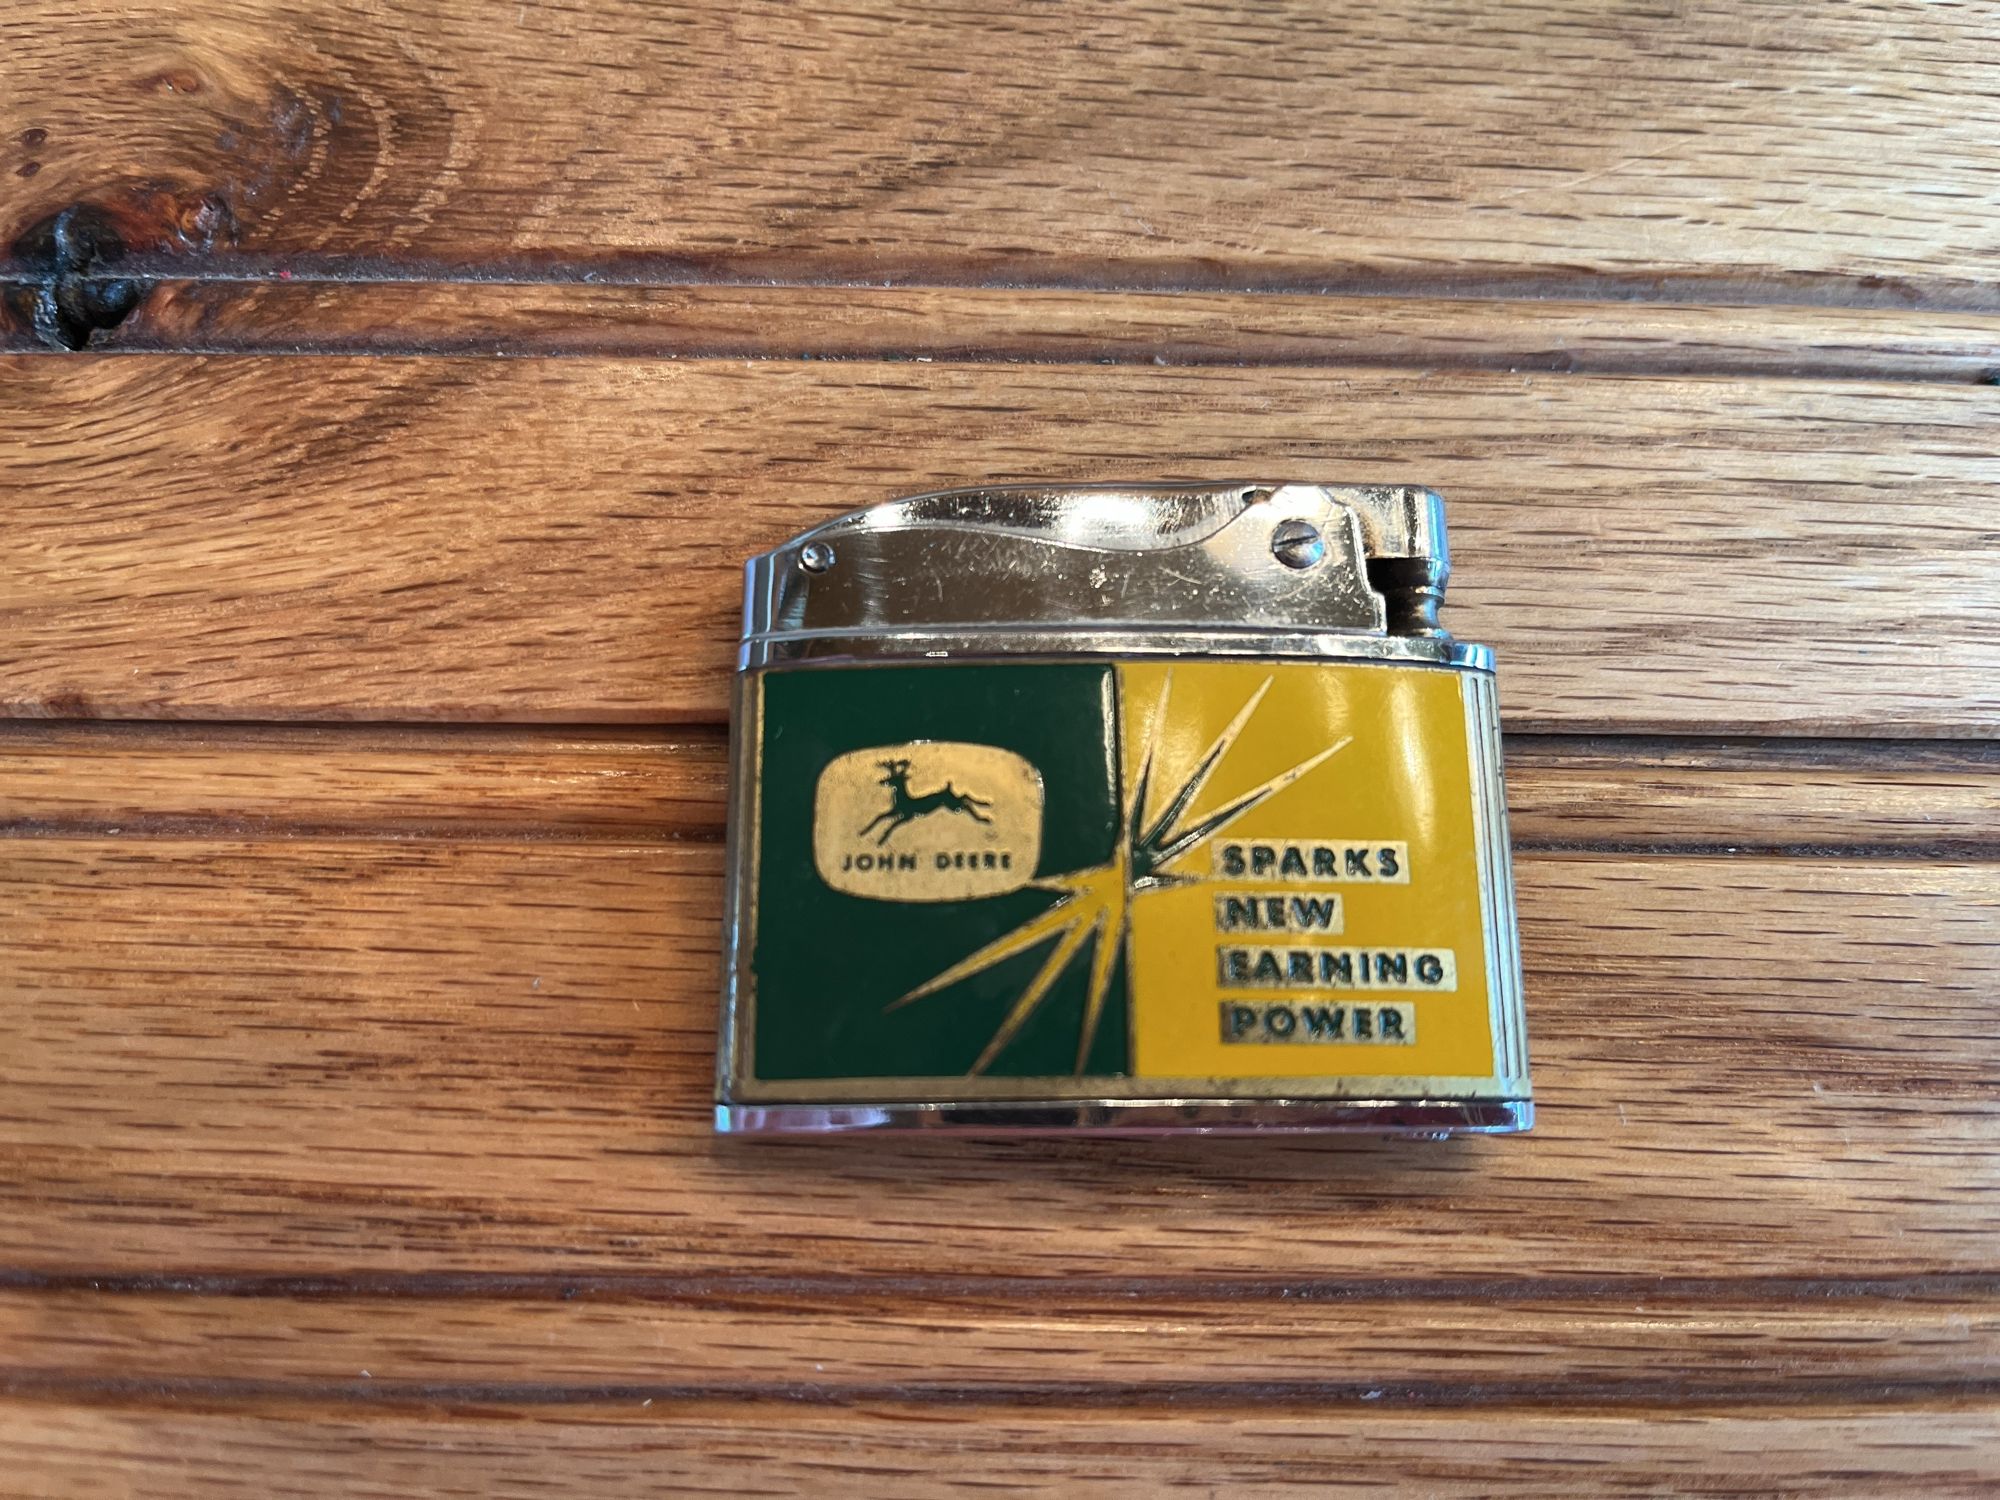 JOHN DEERE
SPARKS
NEW
EARNING
POWER